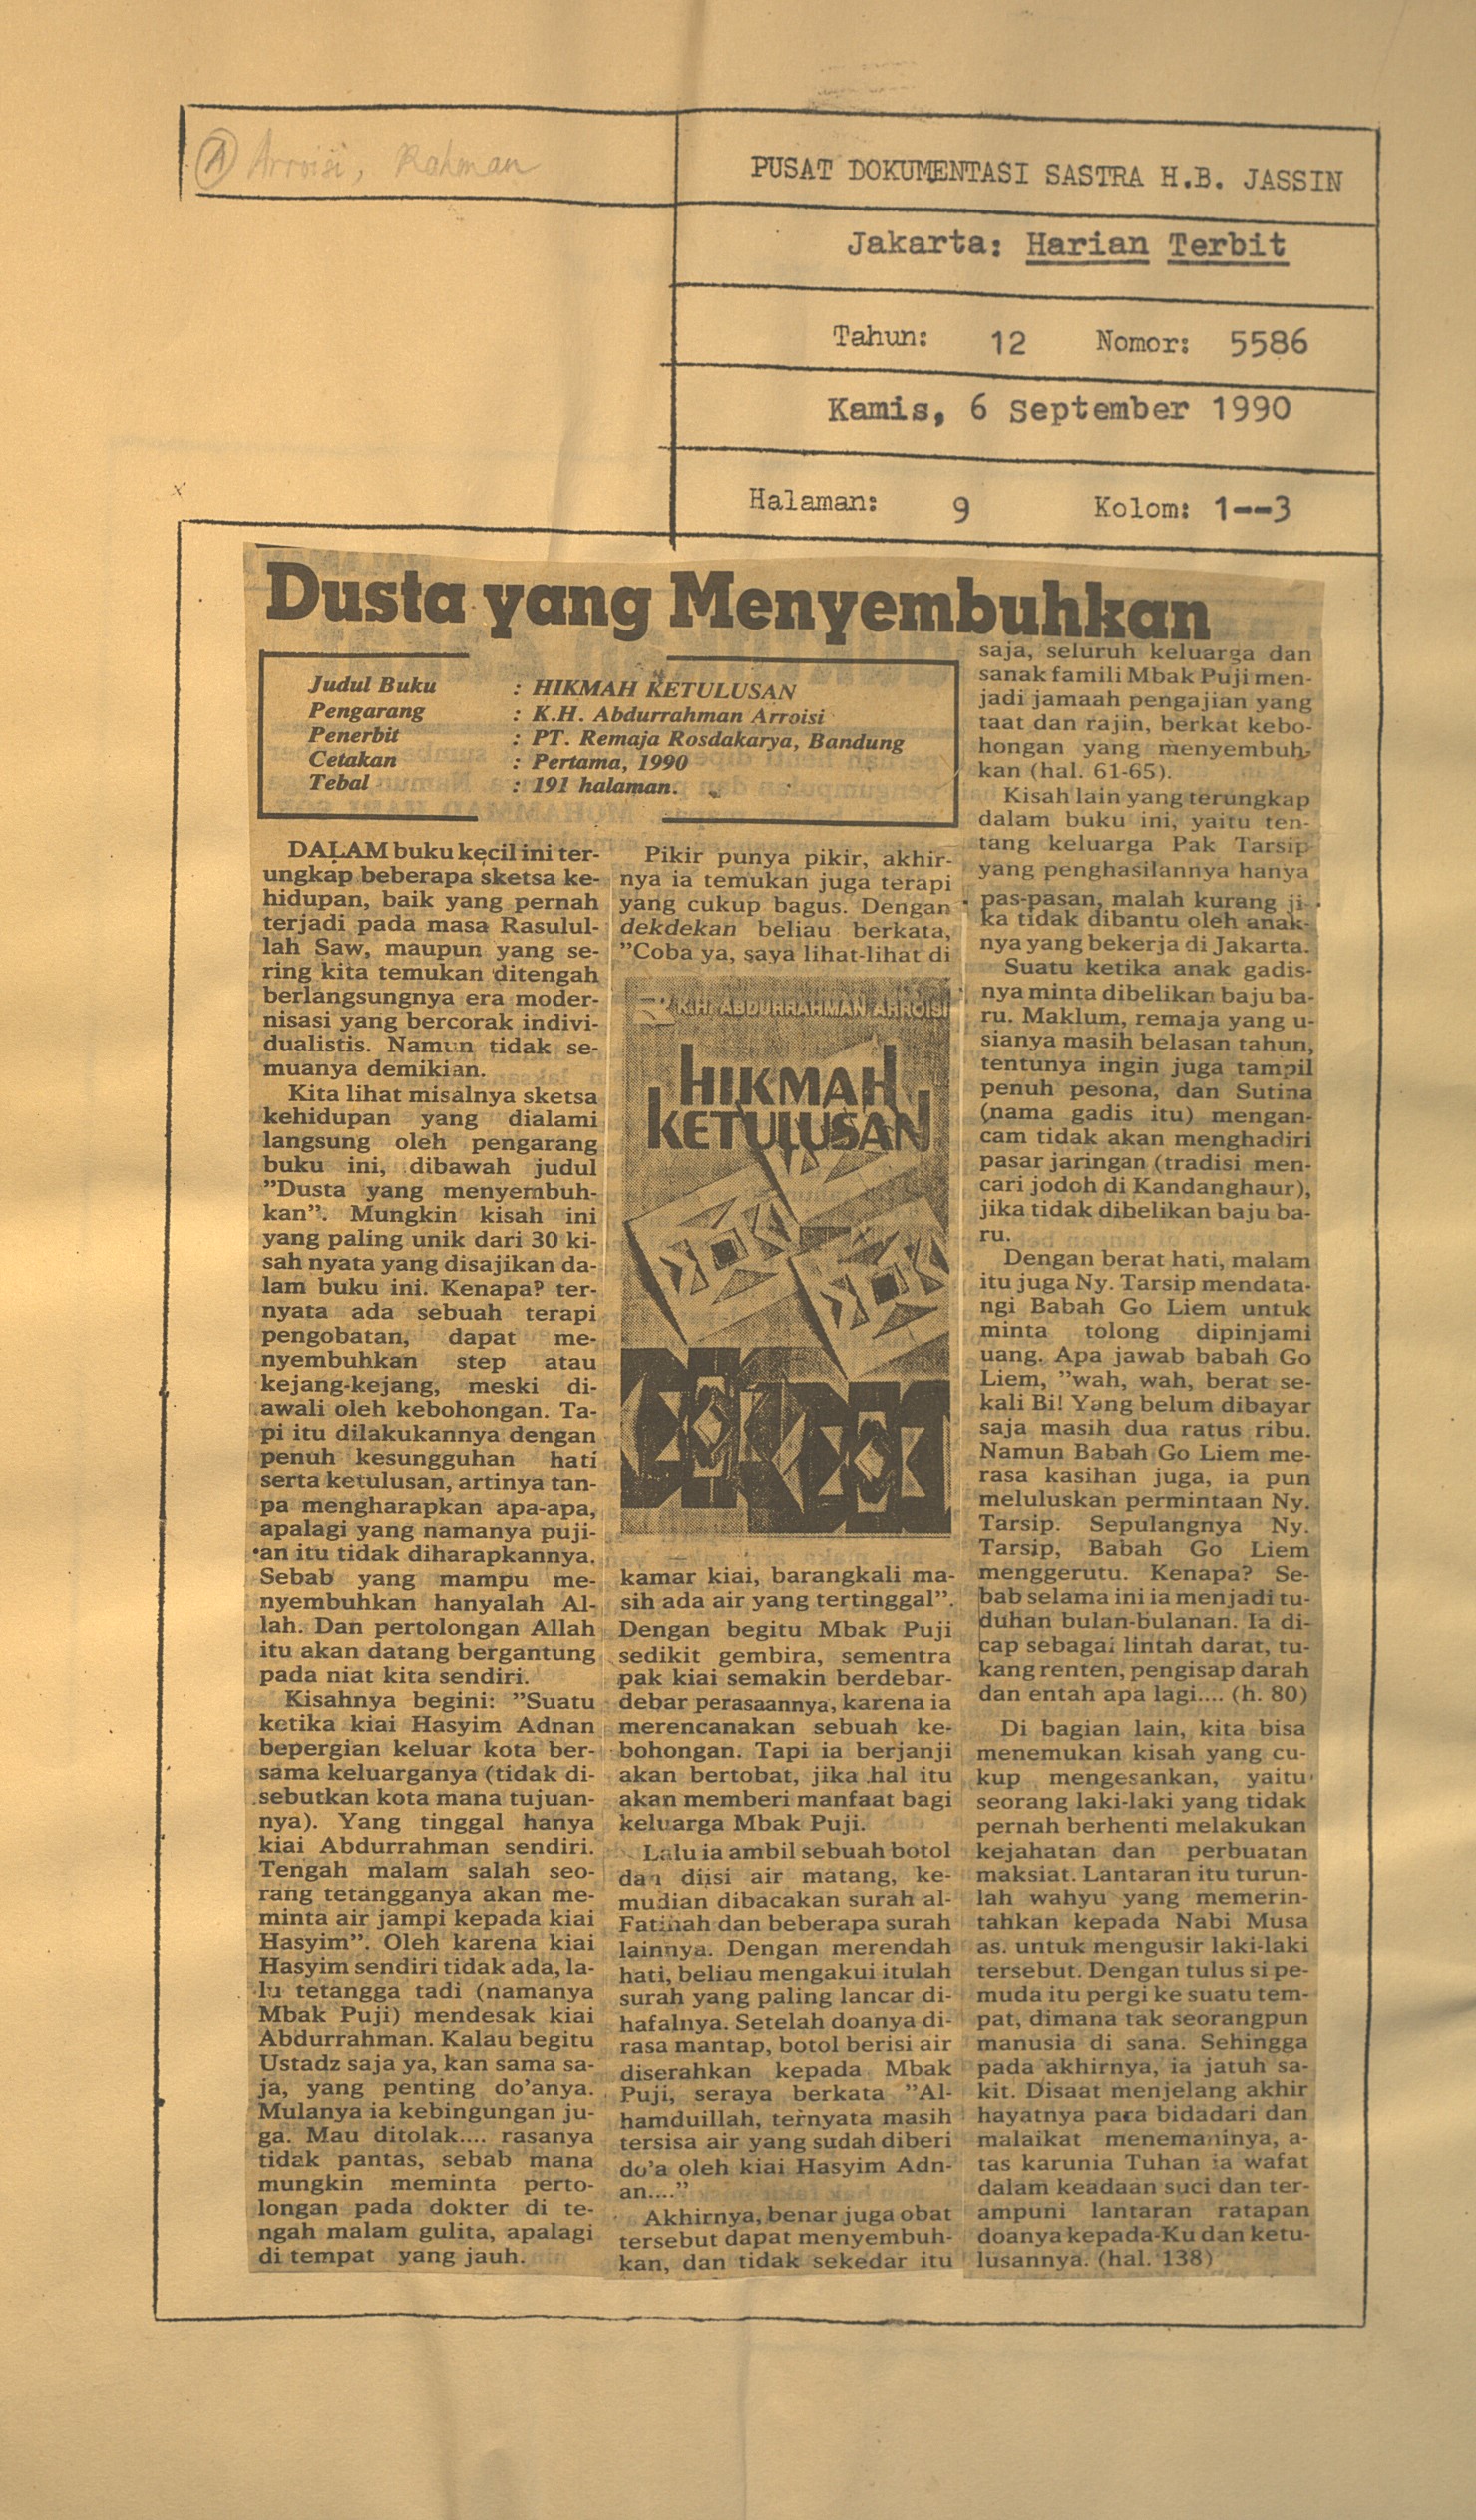 A Arroisi, Rahman
PUSAT DOKUMENTASI SASTRA H.B. JASSIN
Jakarta: Harian Terbit
Tahun: 12 Nomor: 5586
Kamis, 6 September 1990
Halaman: 9 Kolom: 1--3
Dusta yang Menyembuhkan
Judul Buku : HIKMAH KETULUSAN
Pengarang : K.H. Abdurrahman Arroisi
Penerbit : PT. Remaja Rosdakarya, Bandung
Cetakan : Pertama, 1990
Tebal : 191 halaman.
DALAM buku kecil ini ter-
ungkap beberapa sketsa ke-
hidupan, baik yang pernah
terjadi pada masa Rasulul-
lah Saw, maupun yang se-
ring kita temukan ditengah
berlangsungnya era moder-
nisasi yang bercorak indivi-
dualistis. Namun tidak se-
muanya demikian.
Kita lihat misalnya sketsa
kehidupan yang dialami
langsung oleh pengarang
buku ini, dibawah judul
”Dusta yang menyembuh-
kan”. Mungkin kisah ini
yang paling unik dari 30 ki-
sah nyata yang disajikan da-
lam buku ini. Kenapa? ter-
nyata ada sebuah terapi
pengobatan, dapat me-
nyembuhkan step atau
kejang-kejang, meski di-
awali oleh kebohongan. Ta-
pi itu dilakukannya dengan
penuh kesungguhan hati
serta ketulusan, artinya tan-
pa mengharapkan apa-apa,
apalagi yang namanya puji-
an itu tidak diharapkannya.
Sebab yang mampu me-
nyembuhkan hanyalah Al-
lah. Dan pertolongan Allah
itu akan datang bergantung
pada niat kita sendiri.
Kisahnya begini: ”Suatu
ketika kiai Hasyim Adnan
bepergian keluar kota ber-
sama keluarganya (tidak di-
sebutkan kota mana tujuan-
nya). Yang tinggal hanya
kiai Abdurrahman sendiri.
Tengah malam salah seo-
rang tetangganya akan me-
minta air jampi kepada kiai
Hasyim”. Oleh karena kiai
Hasyim sendiri tidak ada, la-
lu tetangga tadi (namanya
Mbak Puji) mendesak kiai
Abdurrahman. Kalau begitu
Ustadz saja ya, kan sama sa-
ja, yang penting do’anya.
Mulanya ia kebingungan ju-
ga. Mau ditolak.... rasanya
tidak pantas, sebab mana
mungkin meminta perto-
longan pada dokter di te-
ngah malam gulita, apalagi
di tempat yang jauh.
Pikir punya pikir, akhir-
nya ia temukan juga terapi
yang cukup bagus. Dengan
dekdekan beliau berkata,
”Coba ya, saya lihat-lihat di
K.H. ABDURRAHMAN ARROISI
HIKMAH
KETULUSAN
kamar kiai, barangkali ma-
sih ada air yang tertinggal”.
Dengan begitu Mbak Puji
sedikit gembira, sementra
pak kiai semakin berdebar-
debar perasaannya, karena ia
merencanakan sebuah ke-
bohongan. Tapi ia berjanji
akan bertobat, jika hal itu
akan memberi manfaat bagi
keluarga Mbak Puji.
Lalu ia ambil sebuah botol
dan diisi air matang, ke-
mudian dibacakan surah al-
Fatihah dan beberapa surah
lainnya. Dengan merendah
hati, beliau mengakui itulah
surah yang paling lancar di-
hafalnya. Setelah doanya di-
rasa mantap, botol berisi air
diserahkan kepada Mbak
Puji, seraya berkata ”Al-
hamduillah, ternyata masih
tersisa air yang sudah diberi
do’a oleh kiai Hasyim Adn-
an....”
Akhirnya, benar juga obat
tersebut dapat menyembuh-
kan, dan tidak sekedar itu
saja, seluruh keluarga dan
sanak famili Mbak Puji men-
jadi jamaah pengajian yang
taat dan rajin, berkat kebo-
hongan yang menyembuh-
kan (hal. 61-65).
Kisah lain yang terungkap
dalam buku ini, yaitu ten-
tang keluarga Pak Tarsip
yang penghasilannya hanya
pas-pasan, malah kurang ji-
ka tidak dibantu oleh anak-
nya yang bekerja di Jakarta.
Suatu ketika anak gadis-
nya minta dibelikan baju ba-
ru. Maklum, remaja yang u-
sianya masih belasan tahun,
tentunya ingin juga tampil
penuh pesona, dan Sutina
(nama gadis itu) mengan-
cam tidak akan menghadiri
pasar jaringan (tradisi men-
cari jodoh di Kandanghaur),
jika tidak dibelikan baju ba-
ru.
Dengan berat hati, malam
itu juga Ny. Tarsip mendata-
ngi Babah Go Liem untuk
minta tolong dipinjami
uang. Apa jawab babah Go
Liem, ”wah, wah, berat se-
kali Bi! Yang belum dibayar
saja masih dua ratus ribu.
Namun Babah Go Liem me-
rasa kasihan juga, ia pun
meluluskan permintaan Ny.
Tarsip. Sepulangnya Ny.
Tarsip, Babah Go Liem
menggerutu. Kenapa? Se-
bab selama ini ia menjadi tu-
duhan bulan-bulanan. Ia di-
cap sebagai lintah darat, tu-
kang renten, pengisap darah
dan entah apa lagi.... (h. 80)
Di bagian lain, kita bisa
menemukan kisah yang cu-
kup mengesankan, yaitu
seorang laki-laki yang tidak
pernah berhenti melakukan
kejahatan dan perbuatan
maksiat. Lantaran itu turun-
lah wahyu yang memerin-
tahkan kepada Nabi Musa
as. untuk mengusir laki-laki
tersebut. Dengan tulus si pe-
muda itu pergi ke suatu tem-
pat, dimana tak seorangpun
manusia di sana. Sehingga
pada akhirnya, ia jatuh sa-
kit. Disaat menjelang akhir
hayatnya para bidadari dan
malaikat menemaninya, a-
tas karunia Tuhan ia wafat
dalam keadaan suci dan ter-
ampuni lantaran ratapan
doanya kepada-Ku dan ketu-
lusannya. (hal. 138)